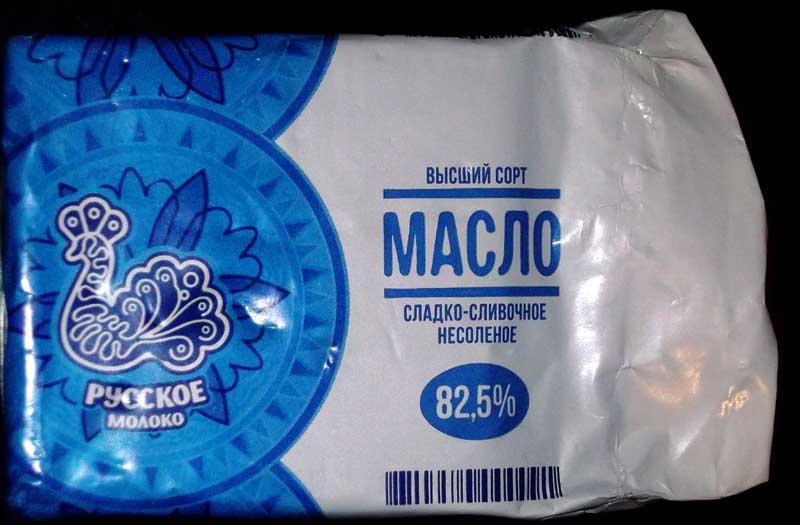 ВЫСШИЙ СОРТ
МАСЛО
СЛАДКО-СЛИВОЧНОЕ
НЕСОЛЕНОЕ
82,5%
РУССКОЕ
МОЛОКО